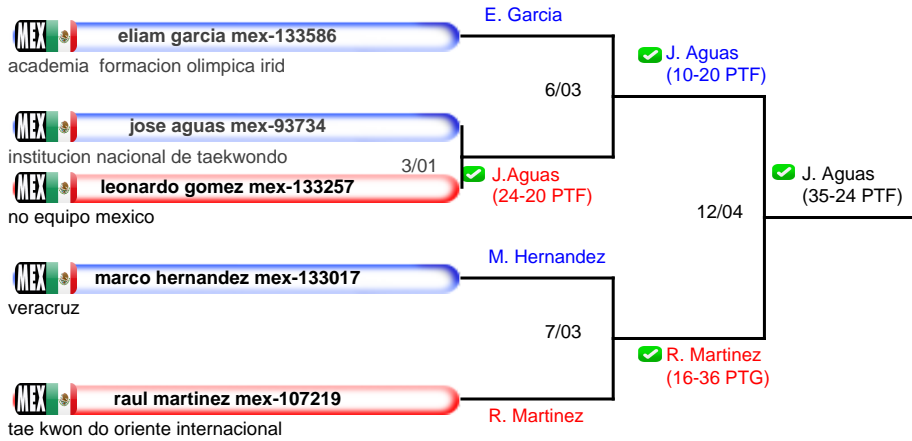 E. Garcia
MEX eliam garcia mex-133586
academia formacion olimpica irid
J. Aguas
(10-20 PTF)
6/03
MEX jose aguas mex-93734
institucion nacional de taekwondo
3/01
J.Aguas
(24-20 PTF)
MEX leonardo gomez mex-133257
no equipo mexico
J. Aguas
(35-24 PTF)
12/04
M. Hernandez
MEX marco hernandez mex-133017
veracruz
7/03
R. Martinez
(16-36 PTG)
MEX raul martinez mex-107219
R. Martinez
tae kwon do oriente internacional